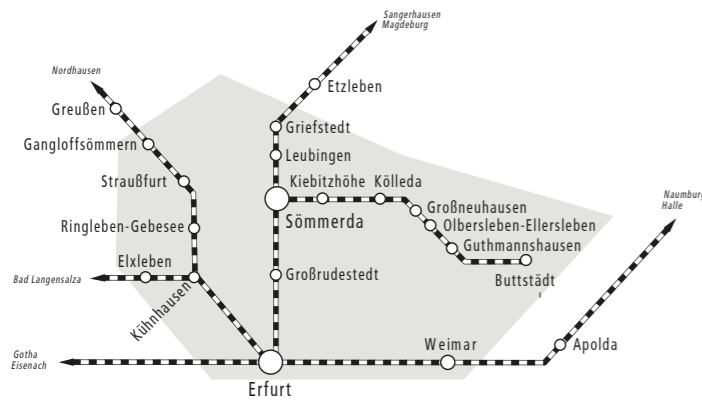 Sangerhausen
Magdeburg
Nordhausen
Etzleben
Greußen
Griefstedt
Gangloffsömmern
Leubingen
Straußfurt
Kiebitzhöhe
Kölleda
Großneuhausen
Naumburg
Halle
Sömmerda
Olbersleben-Ellersleben
Ringleben-Gebesee
Guthmannshausen
Elxleben
Großrudestedt
Buttstädt
Bad Langensalza
Kühnhausen
Weimar
Apolda
Gotha
Eisenach
Erfurt